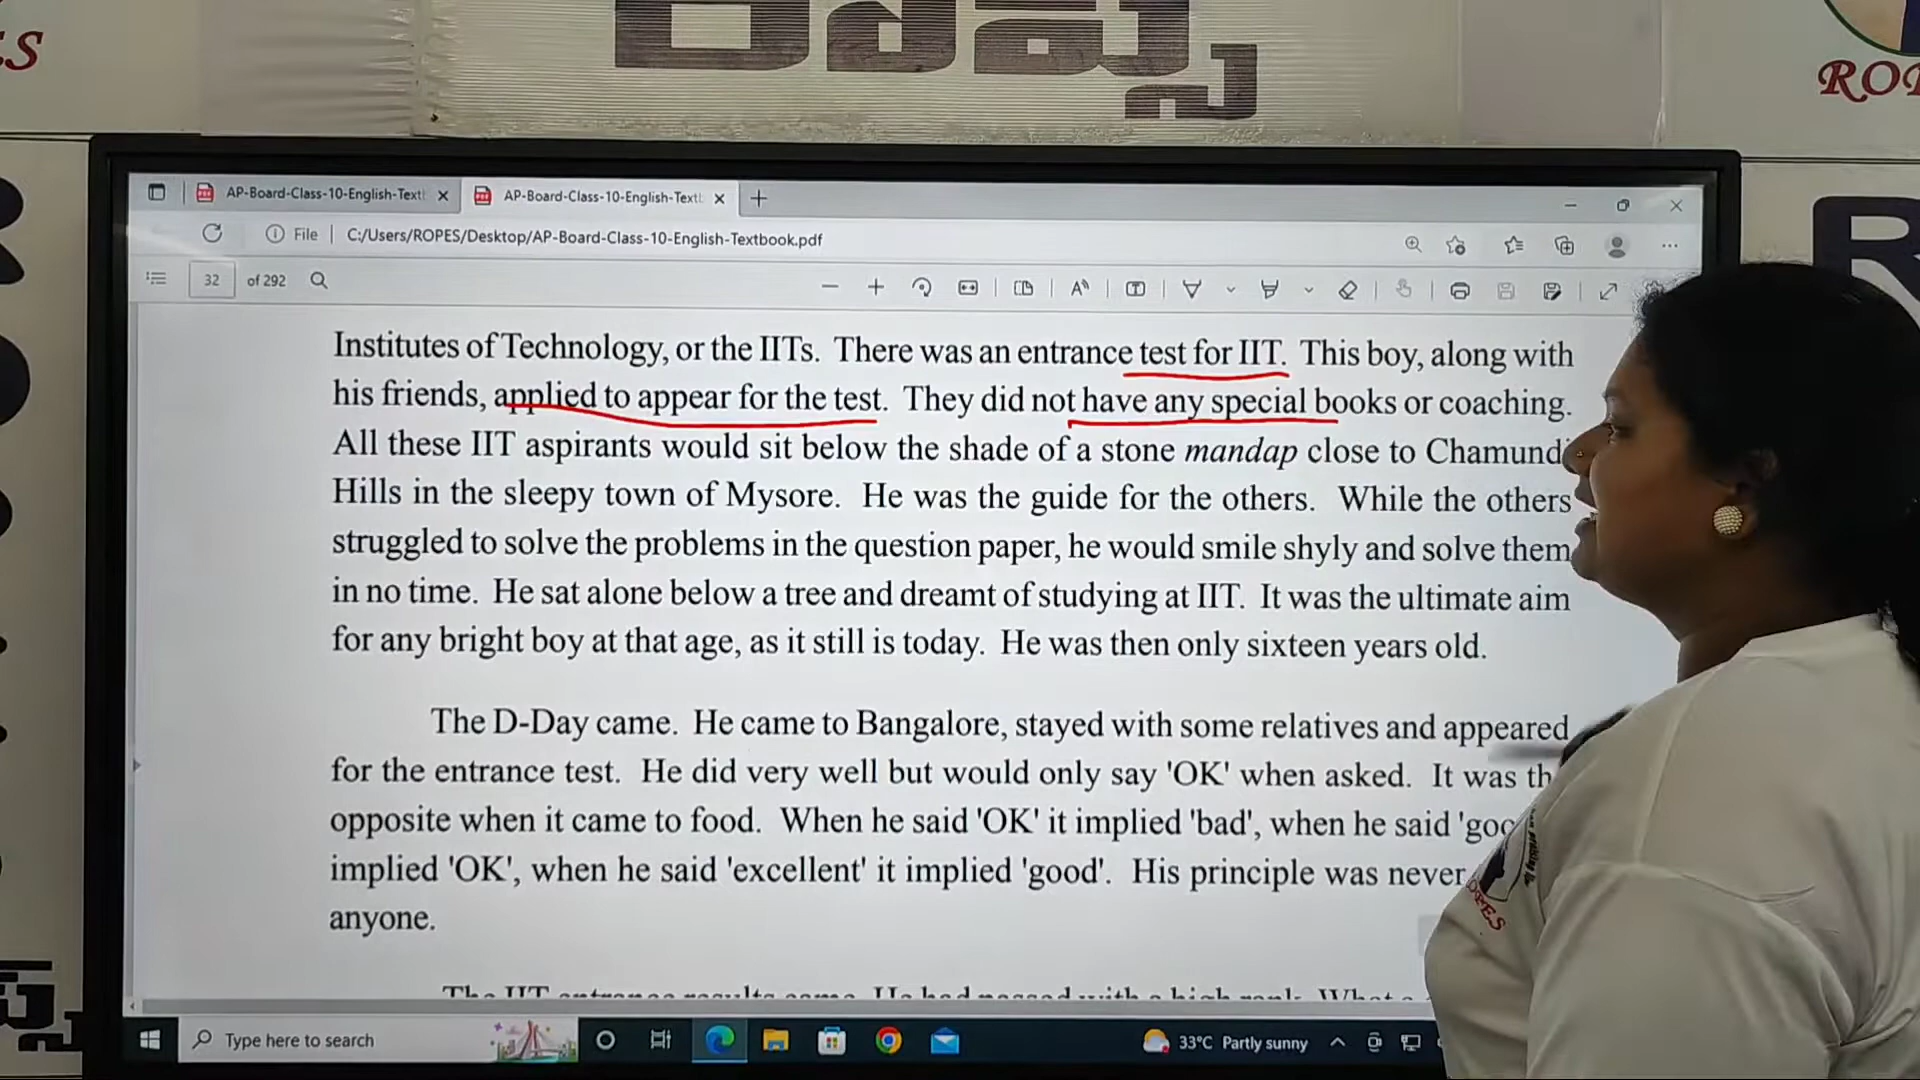 AP-Board-Class-10-English-Textl
AP-Board-Class-10-English-Textl
File
C:/Users/ROPES/Desktop/AP-Board-Class-10-English-Textbook.pdf
32 of 292
Institutes of Technology, or the IITs. There was an entrance test for IIT. This boy, along with
his friends, applied to appear for the test. They did not have any special books or coaching.
All these IIT aspirants would sit below the shade of a stone mandap close to Chamund
Hills in the sleepy town of Mysore. He was the guide for the others. While the others
struggled to solve the problems in the question paper, he would smile shyly and solve them
in no time. He sat alone below a tree and dreamt of studying at IIT. It was the ultimate aim
for any bright boy at that age, as it still is today. He was then only sixteen years old.
The D-Day came. He came to Bangalore, stayed with some relatives and appeared
for the entrance test. He did very well but would only say 'OK' when asked. It was th
opposite when it came to food. When he said 'OK' it implied 'bad', when he said 'goo
implied 'OK', when he said 'excellent' it implied 'good'. His principle was never
anyone.
Type here to search
33°C Partly sunny